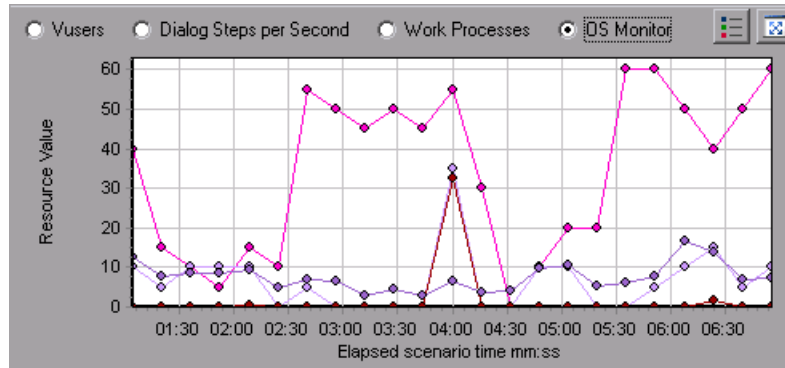 Vusers Dialog Steps per Second Work Processes OS Monitor
60
50
40
30
20
10
0
Resource Value
01:30 02:00 02:30 03:00 03:30 04:00 04:30 05:00 05:30 06:00 06:30
Elapsed scenario time mm:ss